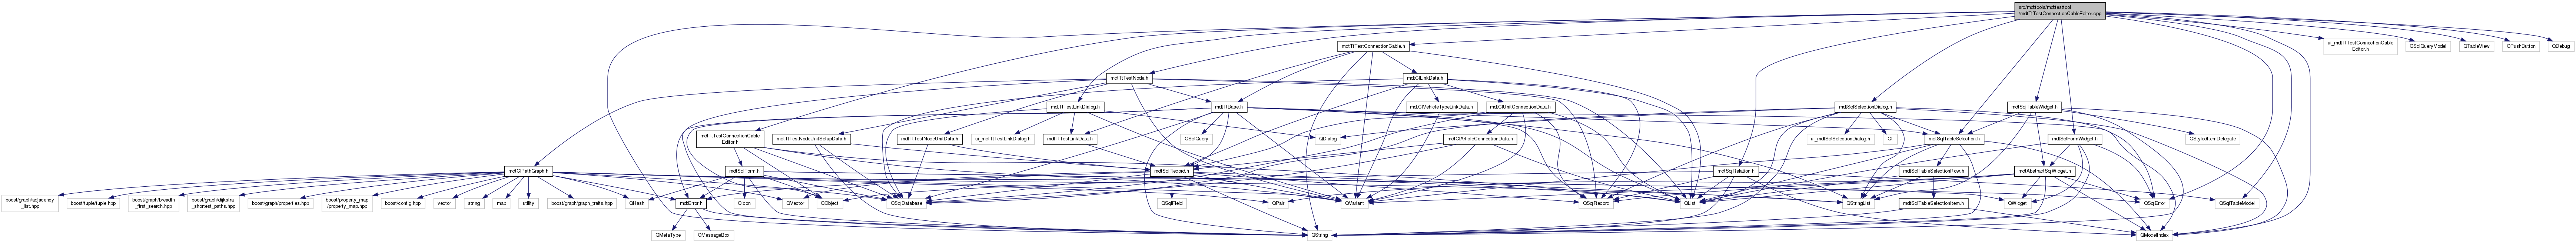 src/mdttools/mdttesttool
/mdtTtTestConnectionCableEditor.cpp
mdtTtTestConnectionCable.h
ui_mdtTtTestConnectionCable
Editor.h
QSqlQueryModel
QTableView
QPushButton
QDebug
mdtTtTestNode.h
mdtClLinkData.h
mdtTtTestLinkDialog.h
mdtTtBase.h
mdtClVehicleTypeLinkData.h
mdtClUnitConnectionData.h
mdtSqlSelectionDialog.h
mdtSqlTableWidget.h
mdtTtTestConnectionCable
Editor.h
mdtTtTestNodeUnitSetupData.h
mdtTtTestNodeUnitData.h
ui_mdtTtTestLinkDialog.h
mdtTtTestLinkData.h
QSqlQuery
QDialog
mdtClArticleConnectionData.h
ui_mdtSqlSelectionDialog.h
Qt
mdtSqlTableSelection.h
mdtSqlFormWidget.h
QStyledItemDelegate
mdtClPathGraph.h
mdtSqlForm.h
mdtSqlRecord.h
mdtSqlRelation.h
mdtSqlTableSelectionRow.h
mdtAbstractSqlWidget.h
boost/graph/adjacency
_list.hpp
boost/tuple/tuple.hpp
boost/graph/breadth
_first_search.hpp
boost/graph/dijkstra
_shortest_paths.hpp
boost/graph/properties.hpp
boost/property_map
/property_map.hpp
boost/config.hpp
vector
string
map
utility
boost/graph/graph_traits.hpp
QHash
mdtError.h
QIcon
QVector
QObject
QSqlDatabase
QSqlField
QPair
QVariant
QSqlRecord
QList
QStringList
mdtSqlTableSelectionItem.h
QWidget
QSqlError
QSqlTableModel
QMetaType
QMessageBox
QString
QModelIndex